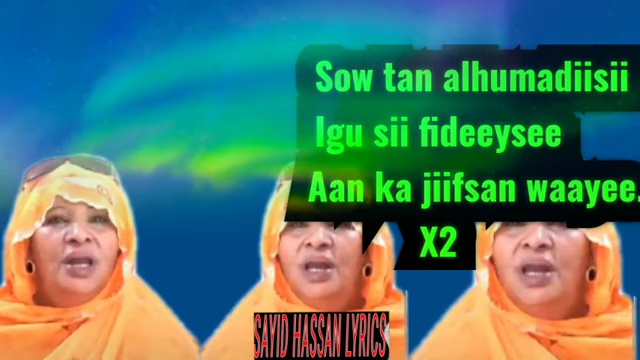 Sow tan alhumadiisii
Igu sii fideeysee
Aan ka jiifsan waayee.
X2
SAYID HASSAN LYRICS